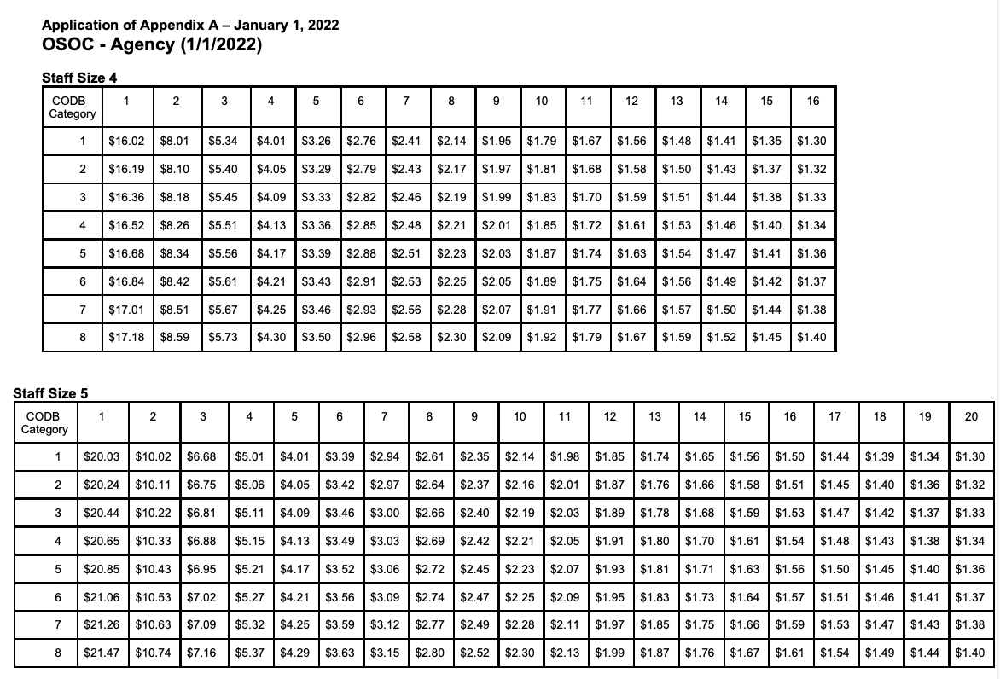 Application of Appendix A – January 1, 2022
OSOC - Agency (1/1/2022)
Staff Size 4
CODB Category 1 2 3 4 5 6 7 8 9 10 11 12 13 14 15 16
1 $16.02 $8.01 $5.34 $4.01 $3.26 $2.76 $2.41 $2.14 $1.95 $1.79 $1.67 $1.56 $1.48 $1.41 $1.35 $1.30
2 $16.19 $8.10 $5.40 $4.05 $3.29 $2.79 $2.43 $2.17 $1.97 $1.81 $1.68 $1.58 $1.50 $1.43 $1.37 $1.32
3 $16.36 $8.18 $5.45 $4.09 $3.33 $2.82 $2.46 $2.19 $1.99 $1.83 $1.70 $1.59 $1.51 $1.44 $1.38 $1.33
4 $16.52 $8.26 $5.51 $4.13 $3.36 $2.85 $2.48 $2.21 $2.01 $1.85 $1.72 $1.61 $1.53 $1.46 $1.40 $1.34
5 $16.68 $8.34 $5.56 $4.17 $3.39 $2.88 $2.51 $2.23 $2.03 $1.87 $1.74 $1.63 $1.54 $1.47 $1.41 $1.36
6 $16.84 $8.42 $5.61 $4.21 $3.43 $2.91 $2.53 $2.25 $2.05 $1.89 $1.75 $1.64 $1.56 $1.49 $1.42 $1.37
7 $17.01 $8.51 $5.67 $4.25 $3.46 $2.93 $2.56 $2.28 $2.07 $1.91 $1.77 $1.66 $1.57 $1.50 $1.44 $1.38
8 $17.18 $8.59 $5.73 $4.30 $3.50 $2.96 $2.58 $2.30 $2.09 $1.92 $1.79 $1.67 $1.59 $1.52 $1.45 $1.40
Staff Size 5
CODB Category 1 2 3 4 5 6 7 8 9 10 11 12 13 14 15 16 17 18 19 20
1 $20.03 $10.02 $6.68 $5.01 $4.01 $3.39 $2.94 $2.61 $2.35 $2.14 $1.98 $1.85 $1.74 $1.65 $1.56 $1.50 $1.44 $1.39 $1.34 $1.30
2 $20.24 $10.11 $6.75 $5.06 $4.05 $3.42 $2.97 $2.64 $2.37 $2.16 $2.01 $1.87 $1.76 $1.66 $1.58 $1.51 $1.45 $1.40 $1.36 $1.32
3 $20.44 $10.22 $6.81 $5.11 $4.09 $3.46 $3.00 $2.66 $2.40 $2.19 $2.03 $1.89 $1.78 $1.68 $1.59 $1.53 $1.47 $1.42 $1.37 $1.33
4 $20.65 $10.33 $6.88 $5.15 $4.13 $3.49 $3.03 $2.69 $2.42 $2.21 $2.05 $1.91 $1.80 $1.70 $1.61 $1.54 $1.48 $1.43 $1.38 $1.34
5 $20.85 $10.43 $6.95 $5.21 $4.17 $3.52 $3.06 $2.72 $2.45 $2.23 $2.07 $1.93 $1.81 $1.71 $1.63 $1.56 $1.50 $1.45 $1.40 $1.36
6 $21.06 $10.53 $7.02 $5.27 $4.21 $3.56 $3.09 $2.74 $2.47 $2.25 $2.09 $1.95 $1.83 $1.73 $1.64 $1.57 $1.51 $1.46 $1.41 $1.37
7 $21.26 $10.63 $7.09 $5.32 $4.25 $3.59 $3.12 $2.77 $2.49 $2.28 $2.11 $1.97 $1.85 $1.75 $1.66 $1.59 $1.53 $1.47 $1.43 $1.38
8 $21.47 $10.74 $7.16 $5.37 $4.29 $3.63 $3.15 $2.80 $2.52 $2.30 $2.13 $1.99 $1.87 $1.76 $1.67 $1.61 $1.54 $1.49 $1.44 $1.40